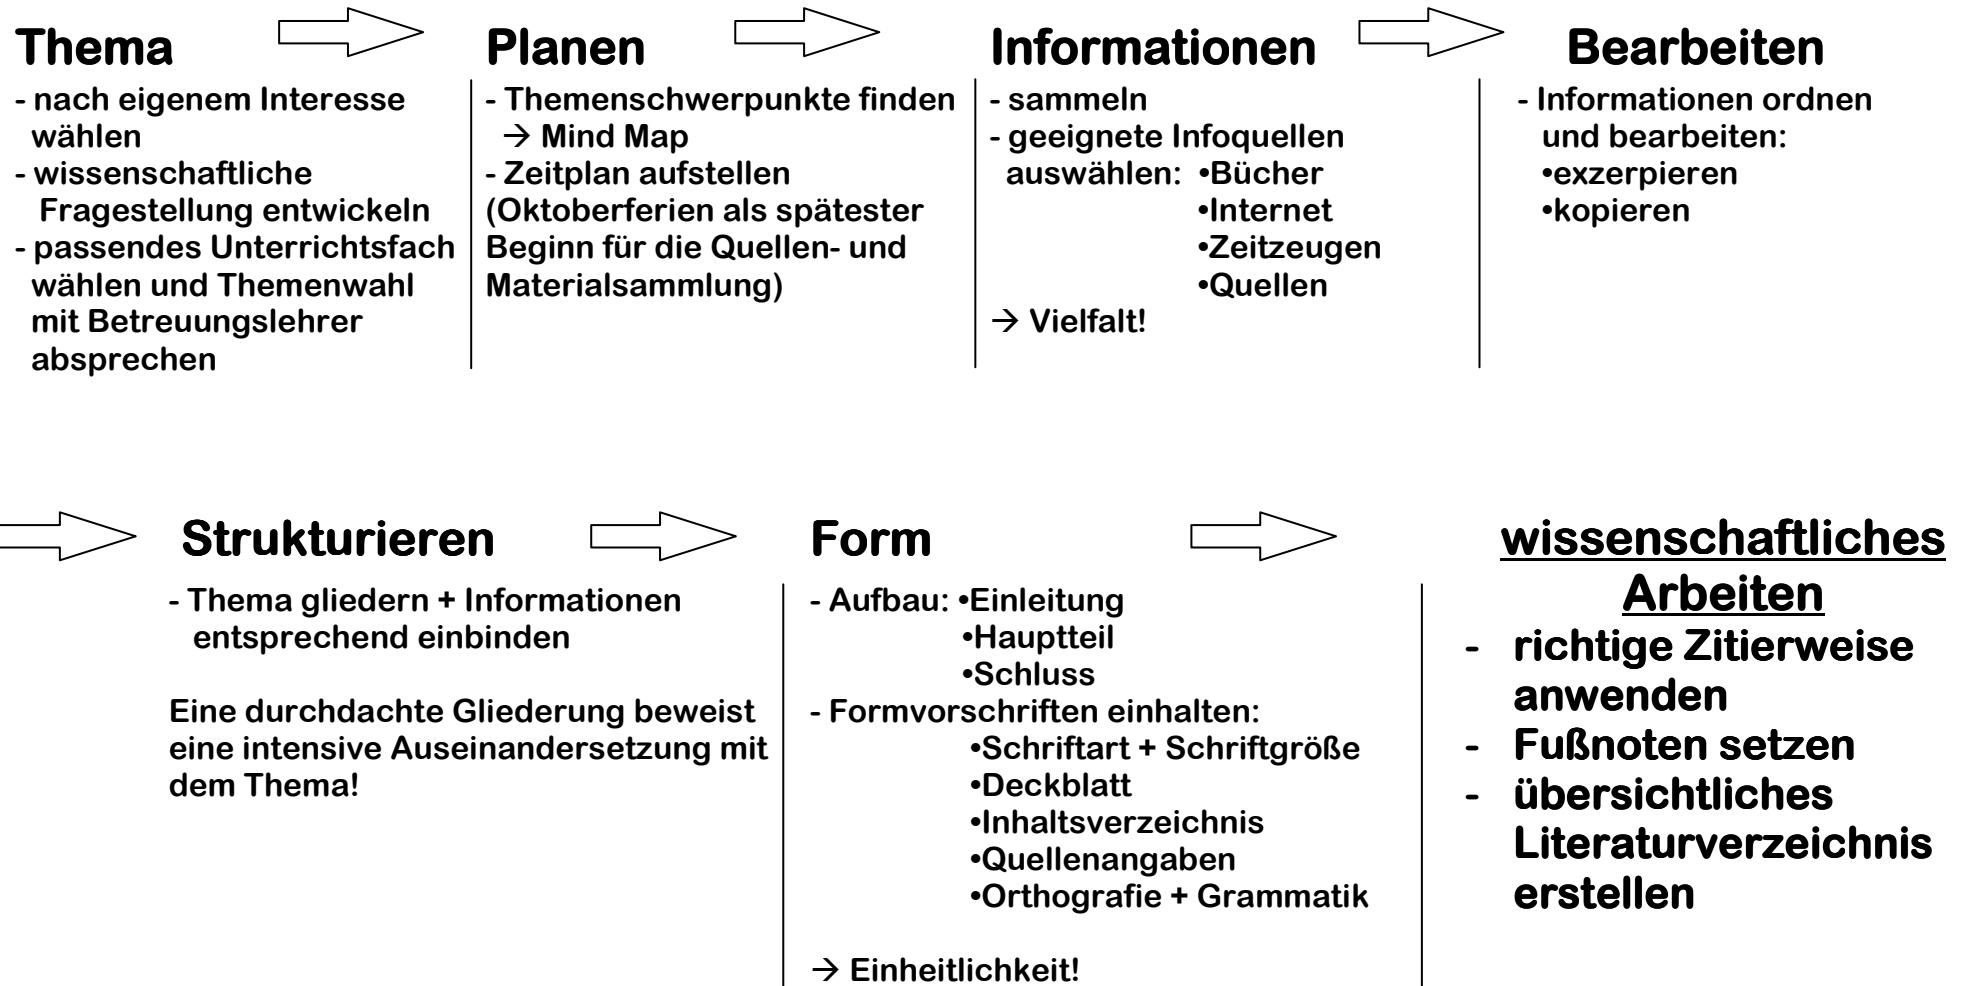 Thema
- nach eigenem Interesse
wählen
- wissenschaftliche
Fragestellung entwickeln
- passendes Unterrichtsfach
wählen und Themenwahl
mit Betreuungslehrer
absprechen
Planen
- Themenschwerpunkte finden
→ Mind Map
- Zeitplan aufstellen
(Oktoberferien als spätester
Beginn für die Quellen- und
Materialsammlung)
Informationen
- sammeln
- geeignete Infoquellen
auswählen: •Bücher
•Internet
•Zeitzeugen
•Quellen
→ Vielfalt!
Bearbeiten
- Informationen ordnen
und bearbeiten:
•exzerpieren
•kopieren
Strukturieren
- Thema gliedern + Informationen
entsprechend einbinden
Eine durchdachte Gliederung beweist
eine intensive Auseinandersetzung mit
dem Thema!
Form
- Aufbau: •Einleitung
•Hauptteil
•Schluss
- Formvorschriften einhalten:
•Schriftart + Schriftgröße
•Deckblatt
•Inhaltsverzeichnis
•Quellenangaben
•Orthografie + Grammatik
→ Einheitlichkeit!
wissenschaftliches
Arbeiten
- richtige Zitierweise
anwenden
- Fußnoten setzen
- übersichtliches
Literaturverzeichnis
erstellen